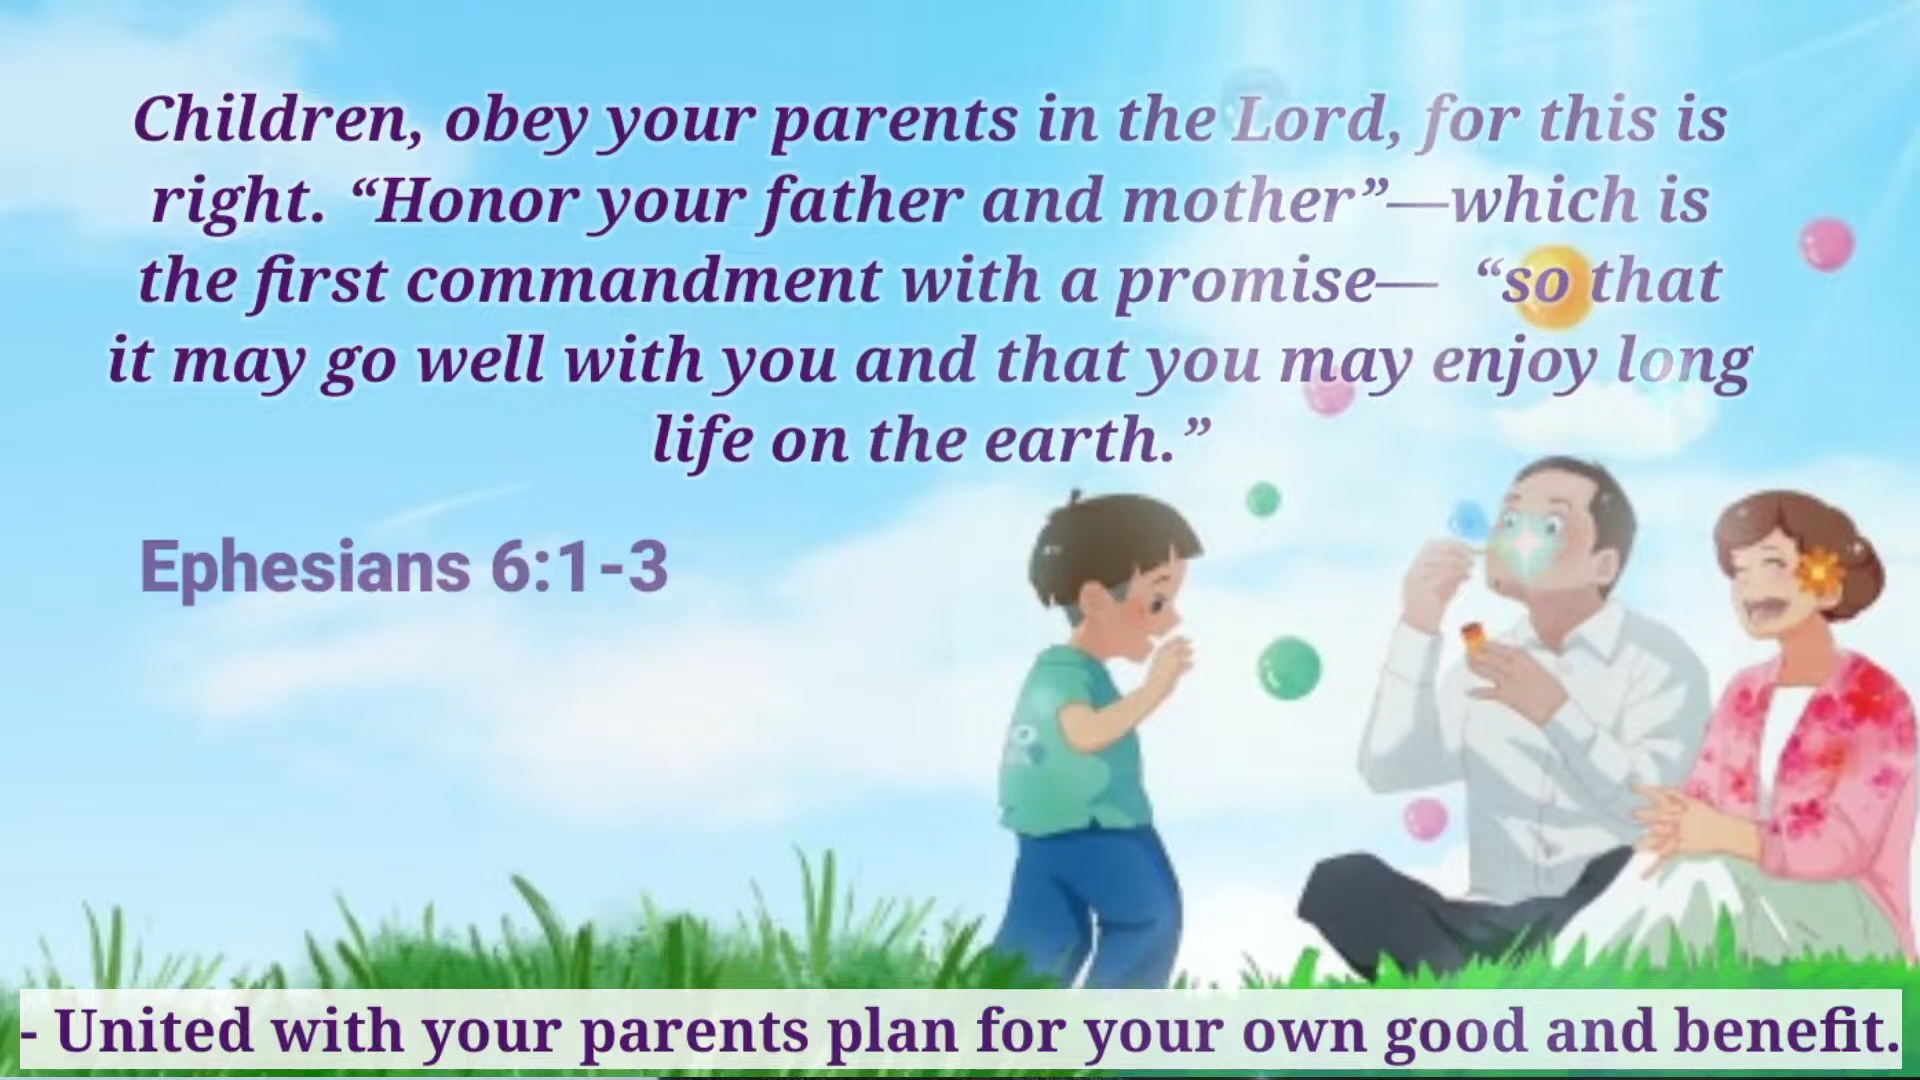 Children, obey your parents in the Lord, for this is
right. “Honor your father and mother”—which is
the first commandment with a promise— “so that
it may go well with you and that you may enjoy long
life on the earth.”
Ephesians 6:1-3
- United with your parents plan for your own good and benefit.